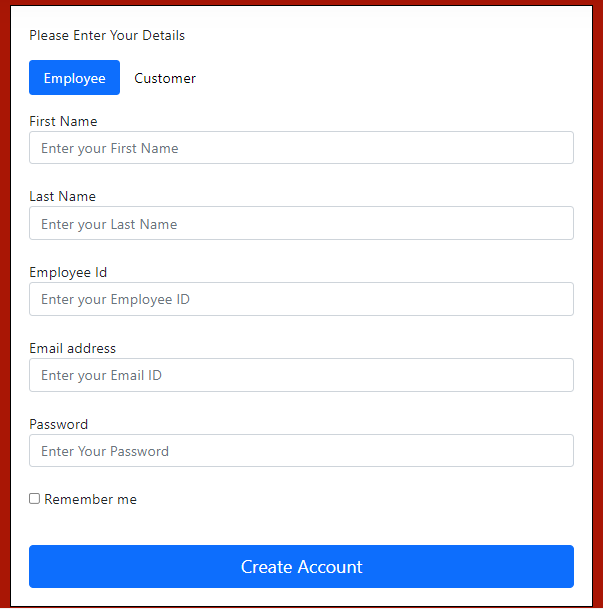 Please Enter Your Details
Employee Customer
First Name
Enter your First Name
Last Name
Enter your Last Name
Employee Id
Enter your Employee ID
Email address
Enter your Email ID
Password
Enter Your Password
Remember me
Create Account